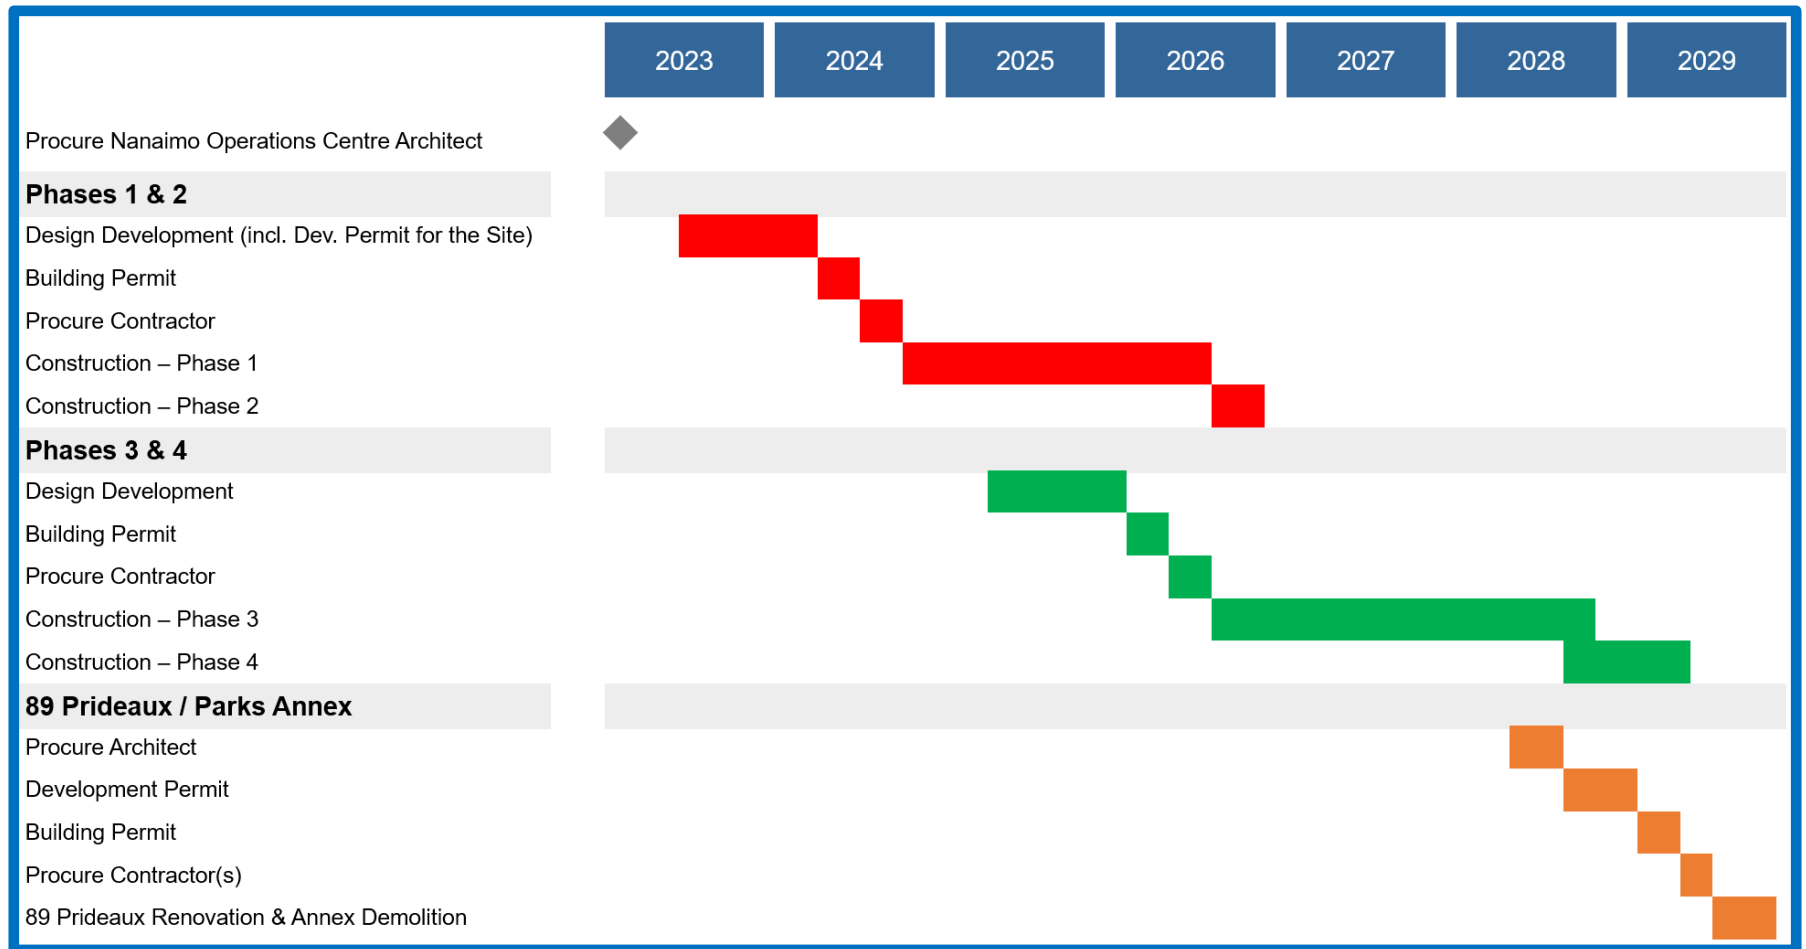 2023 2024 2025 2026 2027 2028 2029
Procure Nanaimo Operations Centre Architect
Phases 1 & 2
Design Development (incl. Dev. Permit for the Site)
Building Permit
Procure Contractor
Construction – Phase 1
Construction – Phase 2
Phases 3 & 4
Design Development
Building Permit
Procure Contractor
Construction – Phase 3
Construction – Phase 4
89 Prideaux / Parks Annex
Procure Architect
Development Permit
Building Permit
Procure Contractor(s)
89 Prideaux Renovation & Annex Demolition